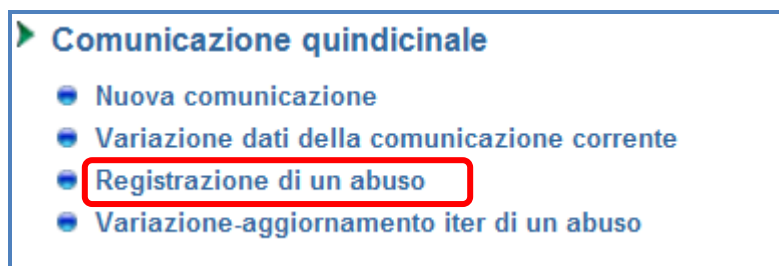 Comunicazione quindicinale
Nuova comunicazione
Variazione dati della comunicazione corrente
Registrazione di un abuso
Variazione-aggiornamento iter di un abuso